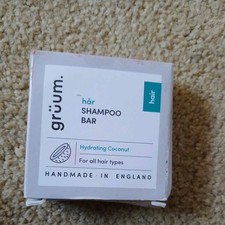 grüum.
hair
hår
SHAMPOO
BAR
Hydrating Coconut
For all hair types
HANDMADE IN ENGLAND